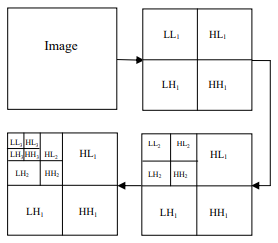 Image
LL₁ HL₁
LH₁ HH₁
LL₃ HL₃
LH₃ HH₃ HL₂ HL₁
LH₂ HH₂
LH₁ HH₁
LL₂ HL₂
HL₁
LH₂ HH₂
LH₁ HH₁